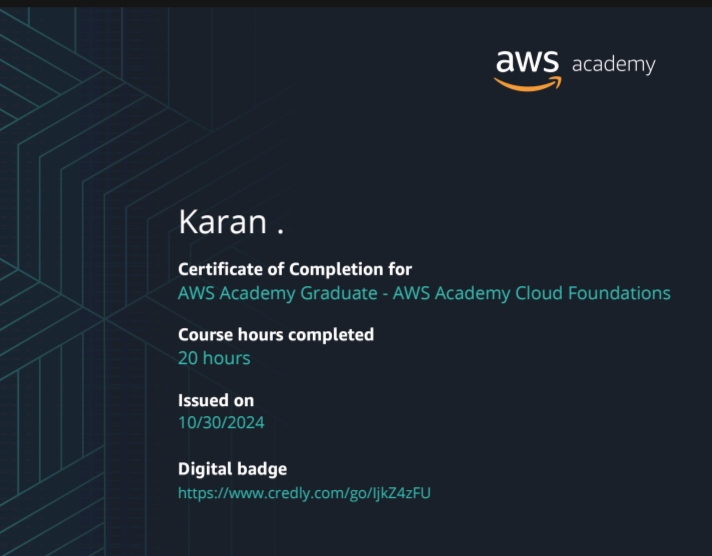 aws academy
Karan .
Certificate of Completion for
AWS Academy Graduate - AWS Academy Cloud Foundations
Course hours completed
20 hours
Issued on
10/30/2024
Digital badge
https://www.credly.com/go/IjkZ4zFU